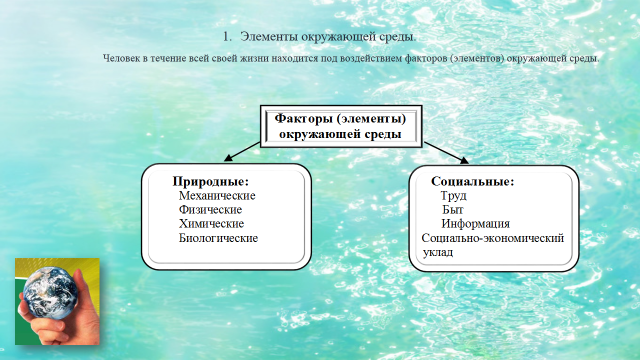 1. Элементы окружающей среды.
Человек в течение всей своей жизни находится под воздействием факторов (элементов) окружающей среды.
Факторы (элементы)
окружающей среды
Природные:
Механические
Физические
Химические
Биологические
Социальные:
Труд
Быт
Информация
Социально-экономический
уклад